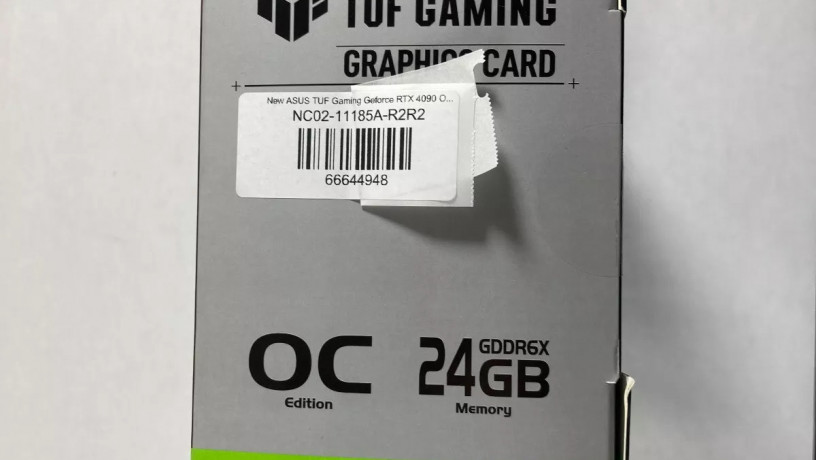 TUF GAMING
GRAPHICS CARD
New ASUS TUF Gaming Geforce RTX 4090 O...
NC02-11185A-R2R2
66644948
OC
Edition
24GB
GDDR6X
Memory